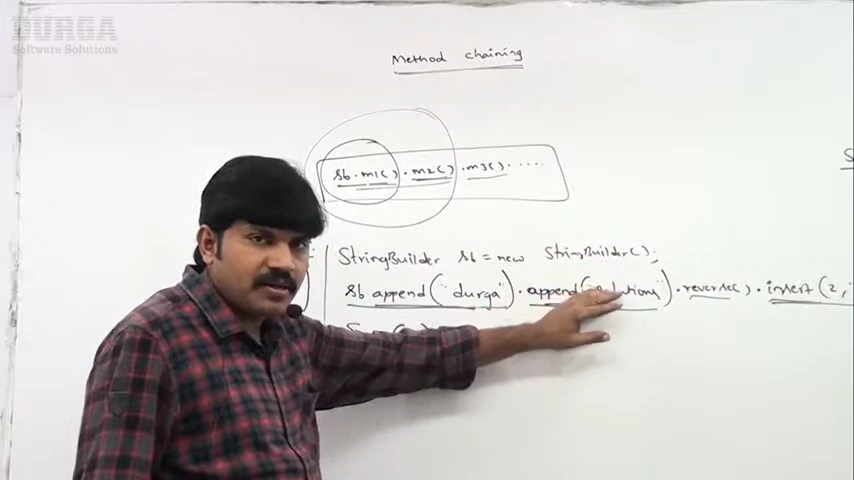 DURGA
Software Solutions
Method chaining
sb.m1().m2().m3()....
StringBuilder sb = new StringBuilder();
sb append("durga").append("solutions").reverse().insert(2,"